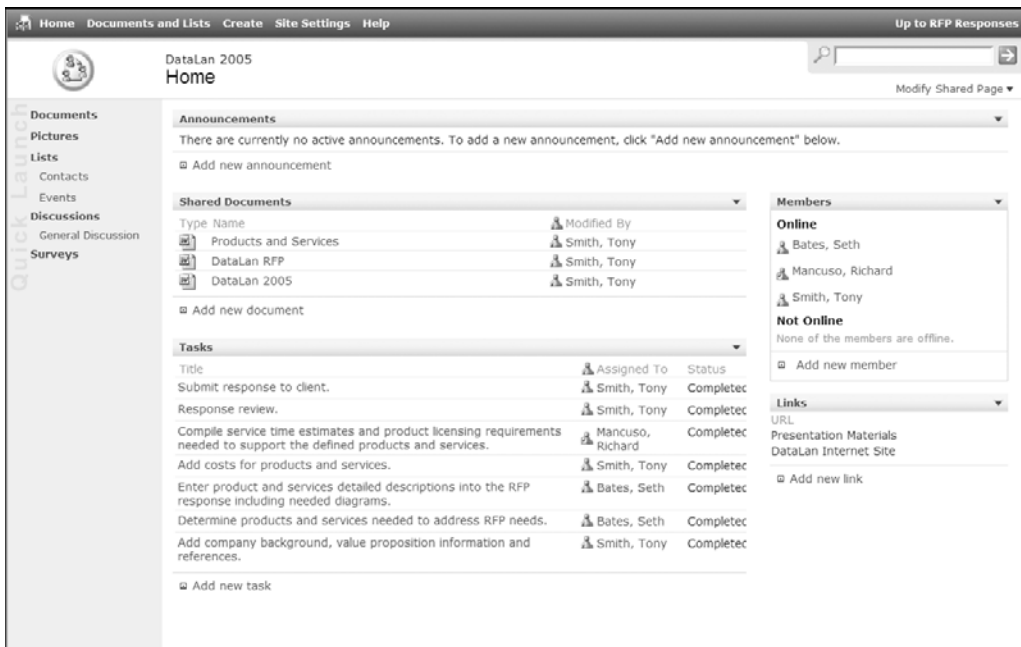 Home Documents and Lists Create Site Settings Help Up to RFP Responses
DataLan 2005
Home
Modify Shared Page
Quick Launch
Documents
Pictures
Lists
Contacts
Events
Discussions
General Discussion
Surveys
Announcements
There are currently no active announcements. To add a new announcement, click "Add new announcement" below.
Add new announcement
Shared Documents
Type Name Modified By
Products and Services Smith, Tony
DataLan RFP Smith, Tony
DataLan 2005 Smith, Tony
Add new document
Tasks
Title Assigned To Status
Submit response to client. Smith, Tony Completed
Response review. Smith, Tony Completed
Compile service time estimates and product licensing requirements Mancuso, Completed
needed to support the defined products and services. Richard
Add costs for products and services. Smith, Tony Completed
Enter product and services detailed descriptions into the RFP Bates, Seth Completed
response including needed diagrams.
Determine products and services needed to address RFP needs. Bates, Seth Completed
Add company background, value proposition information and Smith, Tony Completed
references.
Add new task
Members
Online
Bates, Seth
Mancuso, Richard
Smith, Tony
Not Online
None of the members are offline.
Add new member
Links
URL
Presentation Materials
DataLan Internet Site
Add new link